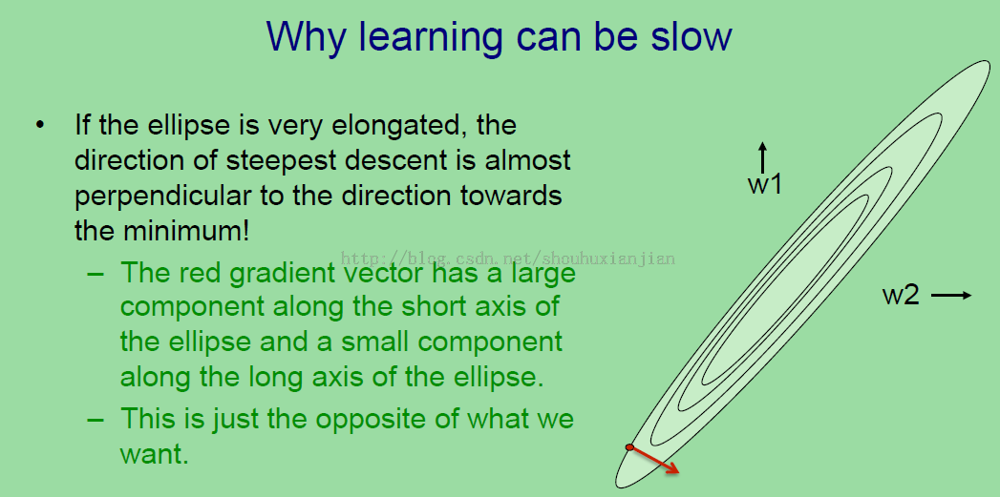 Why learning can be slow
• If the ellipse is very elongated, the
direction of steepest descent is almost
perpendicular to the direction towards
the minimum!
http://blog.csdn.net/shouhuxianjian
– The red gradient vector has a large
component along the short axis of
the ellipse and a small component
along the long axis of the ellipse.
– This is just the opposite of what we
want.
w1
w2